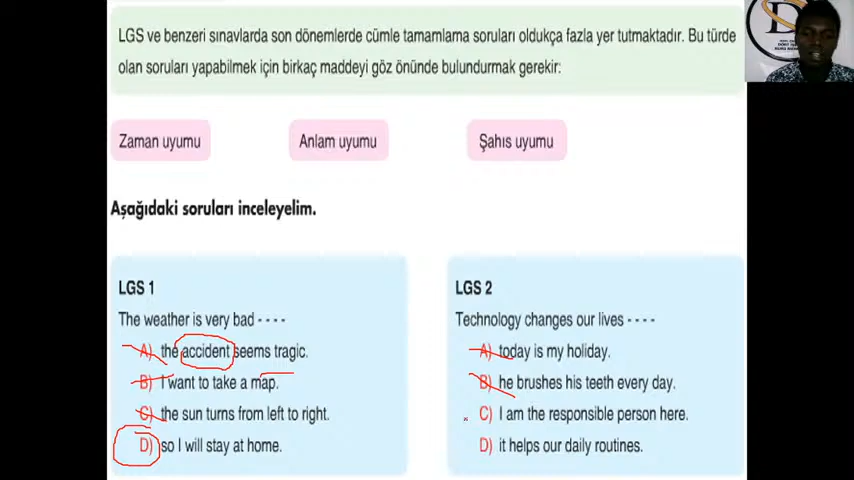 LGS ve benzeri sınavlarda son dönemlerde cümle tamamlama soruları oldukça fazla yer tutmaktadır. Bu türde
olan soruları yapabilmek için birkaç maddeyi göz önünde bulundurmak gerekir:
Zaman uyumu
Anlam uyumu
Şahıs uyumu
Aşağıdaki soruları inceleyelim.
LGS 1
The weather is very bad - - - -
A) the accident seems tragic.
B) I want to take a map.
C) the sun turns from left to right.
D) so I will stay at home.
LGS 2
Technology changes our lives - - - -
A) today is my holiday.
B) he brushes his teeth every day.
C) I am the responsible person here.
D) it helps our daily routines.